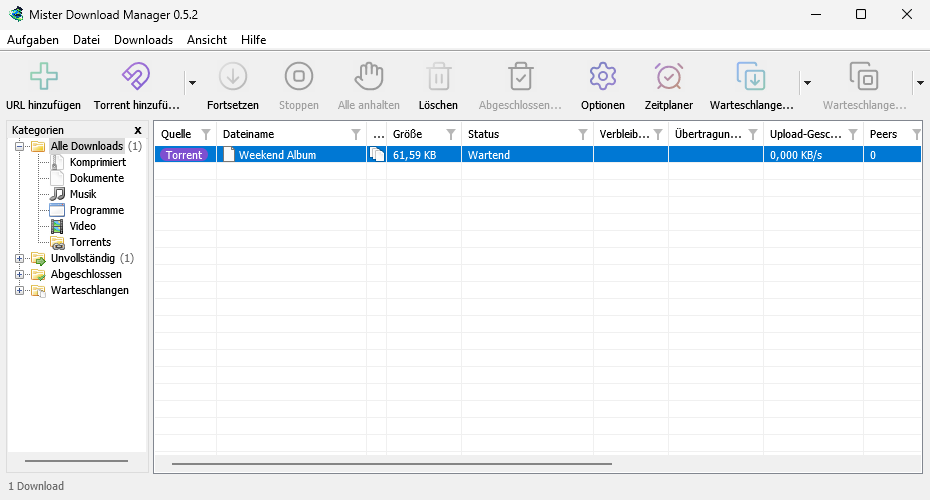 Mister Download Manager 0.5.2
Aufgaben Datei Downloads Ansicht Hilfe
URL hinzufügen Torrent hinzufü... Fortsetzen Stoppen Alle anhalten Löschen Abgeschlossen... Optionen Zeitplaner Warteschlange... Warteschlange...
Kategorien x
Alle Downloads (1)
Komprimiert
Dokumente
Musik
Programme
Video
Torrents
Unvollständig (1)
Abgeschlossen
Warteschlangen
Quelle Dateiname ... Größe Status Verbleib... Übertragun... Upload-Gesc... Peers
Torrent Weekend Album 61,59 KB Wartend 0,000 KB/s 0
1 Download